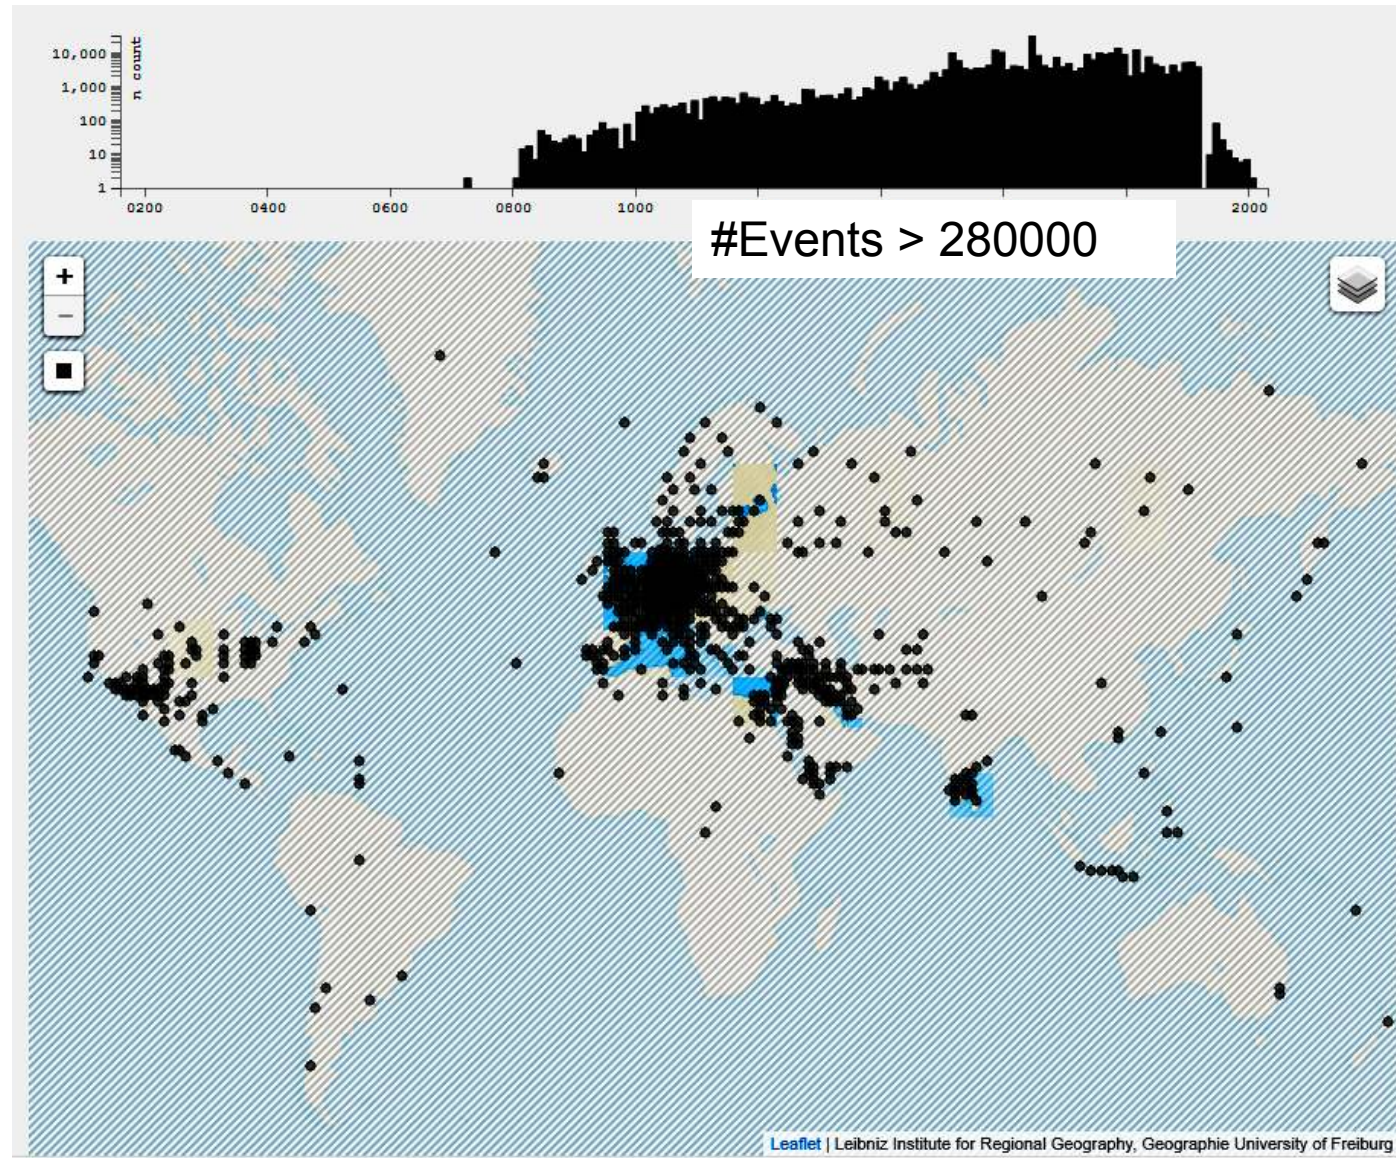 10,000
1,000
100
10
1
n count
0200 0400 0600 0800 1000 2000
#Events > 280000
+
−
Leaflet | Leibniz Institute for Regional Geography, Geographie University of Freiburg